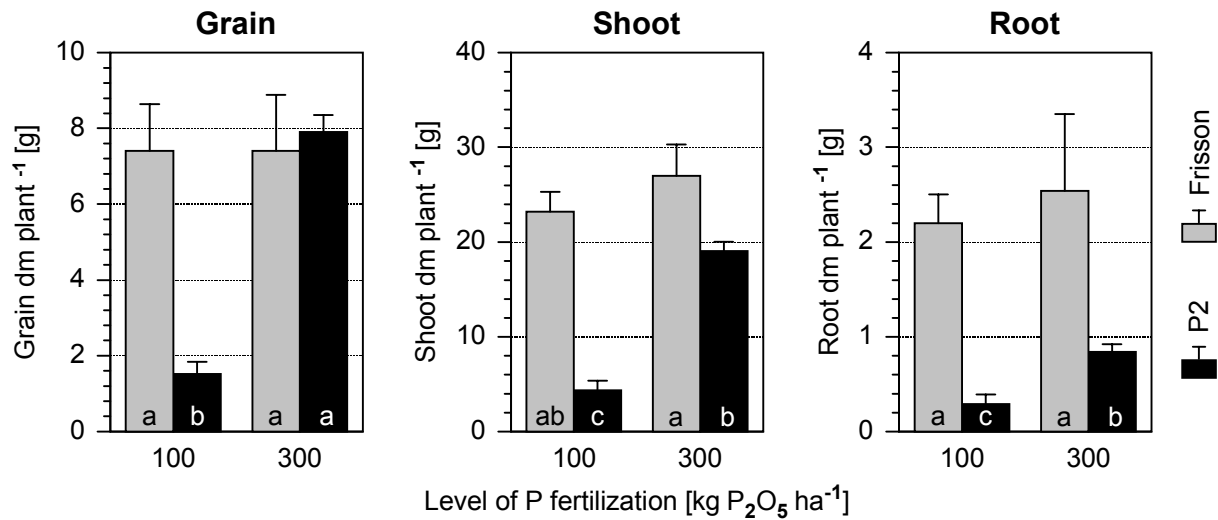 Grain
Shoot
Root
Grain dm plant ⁻¹ [g]
10
8
6
4
2
0
a
b
a
a
100
300
Shoot dm plant ⁻¹ [g]
40
30
20
10
0
ab
c
a
b
100
300
Root dm plant ⁻¹ [g]
4
3
2
1
0
a
c
a
b
100
300
Frisson
P2
Level of P fertilization [kg P₂O₅ ha⁻¹]